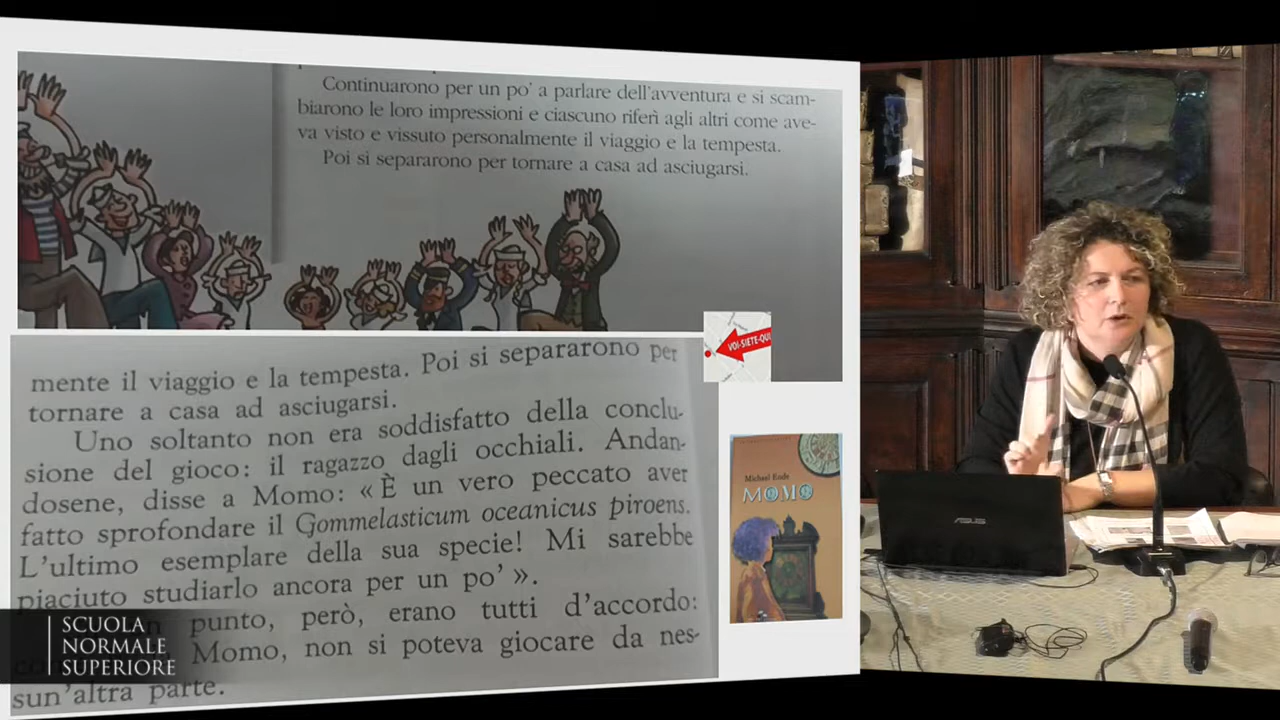 Continuarono per un po' a parlare dell'avventura e si scam-
biarono le loro impressioni e ciascuno riferì agli altri come ave-
va visto e vissuto personalmente il viaggio e la tempesta.
Poi si separarono per tornare a casa ad asciugarsi.
VOI-SIETE-QUI
mente il viaggio e la tempesta. Poi si separarono per
tornare a casa ad asciugarsi.
Uno soltanto non era soddisfatto della conclu-
sione del gioco: il ragazzo dagli occhiali. Andan-
dosene, disse a Momo: «È un vero peccato aver
fatto sprofondare il Gommelasticum oceanicus piroens.
L'ultimo esemplare della sua specie! Mi sarebbe
piaciuto studiarlo ancora per un po'».
punto, però, erano tutti d'accordo:
Momo, non si poteva giocare da nes-
sun'altra parte.
Michael Ende
MOMO
SCUOLA
NORMALE
SUPERIORE
ASUS